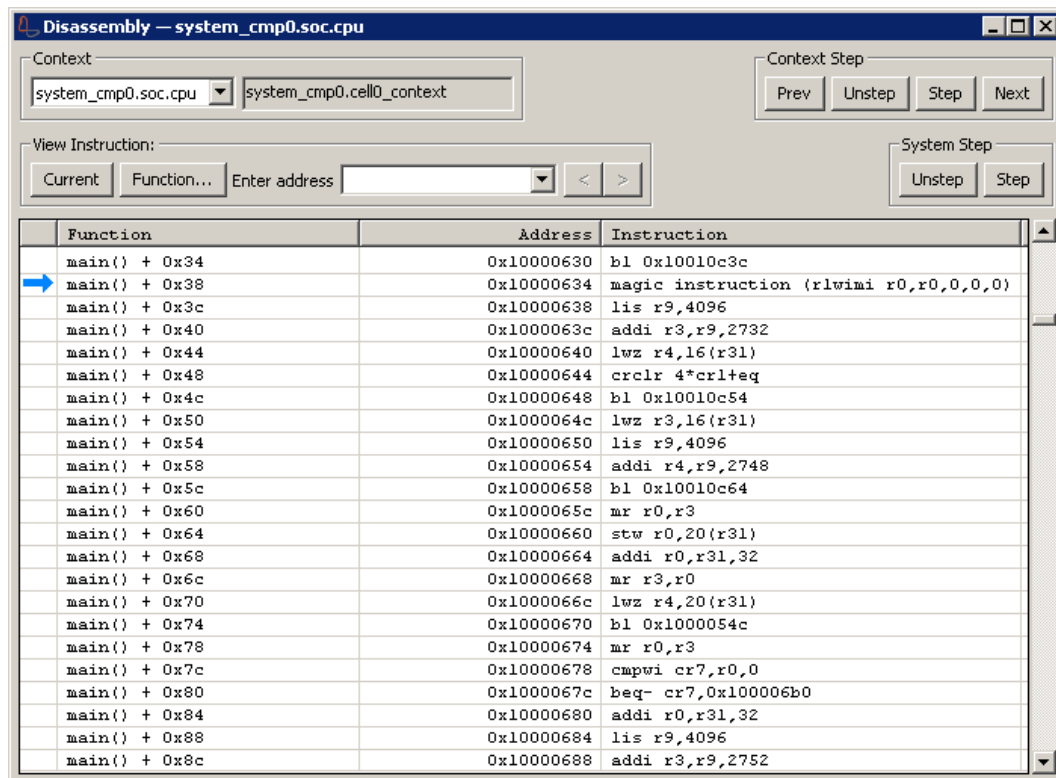 Disassembly — system_cmp0.soc.cpu
Context
Context Step
system_cmp0.soc.cpu system_cmp0.cell0_context
Prev Unstep Step Next
View Instruction:
System Step
Current Function... Enter address < >
Unstep Step
Function Address Instruction
main() + 0x34 0x10000630 bl 0x10010c3c
main() + 0x38 0x10000634 magic instruction (rlwimi r0,r0,0,0,0)
main() + 0x3c 0x10000638 lis r9,4096
main() + 0x40 0x1000063c addi r3,r9,2732
main() + 0x44 0x10000640 lwz r4,16(r31)
main() + 0x48 0x10000644 crclr 4*cr1+eq
main() + 0x4c 0x10000648 bl 0x10010c54
main() + 0x50 0x1000064c lwz r3,16(r31)
main() + 0x54 0x10000650 lis r9,4096
main() + 0x58 0x10000654 addi r4,r9,2748
main() + 0x5c 0x10000658 bl 0x10010c64
main() + 0x60 0x1000065c mr r0,r3
main() + 0x64 0x10000660 stw r0,20(r31)
main() + 0x68 0x10000664 addi r0,r31,32
main() + 0x6c 0x10000668 mr r3,r0
main() + 0x70 0x1000066c lwz r4,20(r31)
main() + 0x74 0x10000670 bl 0x1000054c
main() + 0x78 0x10000674 mr r0,r3
main() + 0x7c 0x10000678 cmpwi cr7,r0,0
main() + 0x80 0x1000067c beq- cr7,0x100006b0
main() + 0x84 0x10000680 addi r0,r31,32
main() + 0x88 0x10000684 lis r9,4096
main() + 0x8c 0x10000688 addi r3,r9,2752